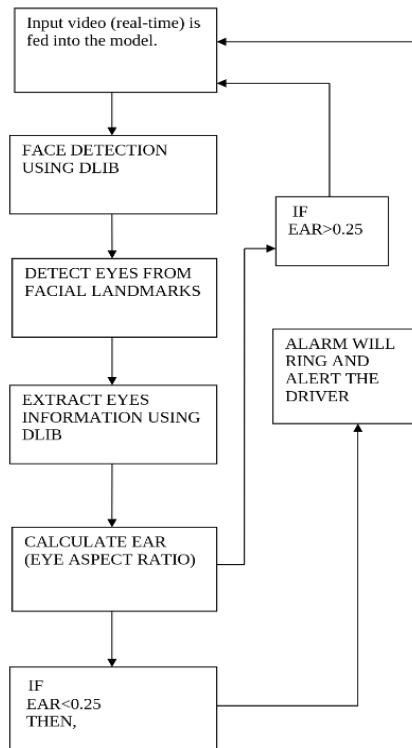 Input video (real-time) is
fed into the model.
FACE DETECTION
USING DLIB
DETECT EYES FROM
FACIAL LANDMARKS
EXTRACT EYES
INFORMATION USING
DLIB
CALCULATE EAR
(EYE ASPECT RATIO)
IF
EAR<0.25
THEN,
IF
EAR>0.25
ALARM WILL
RING AND
ALERT THE
DRIVER